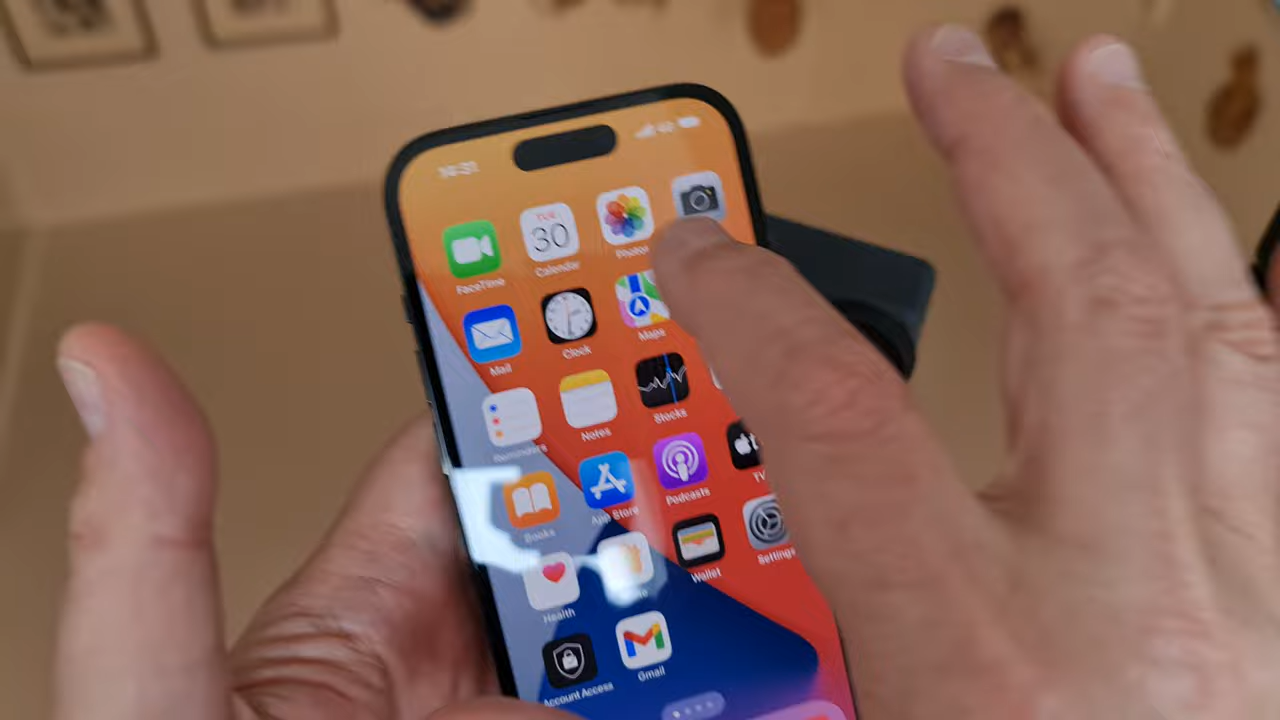 TUE
30
FaceTime
Calendar
Photos
Mail
Clock
Maps
Reminders
Notes
Stocks
Books
App Store
Podcasts
TV
Health
Wallet
Settings
Account Access
Gmail